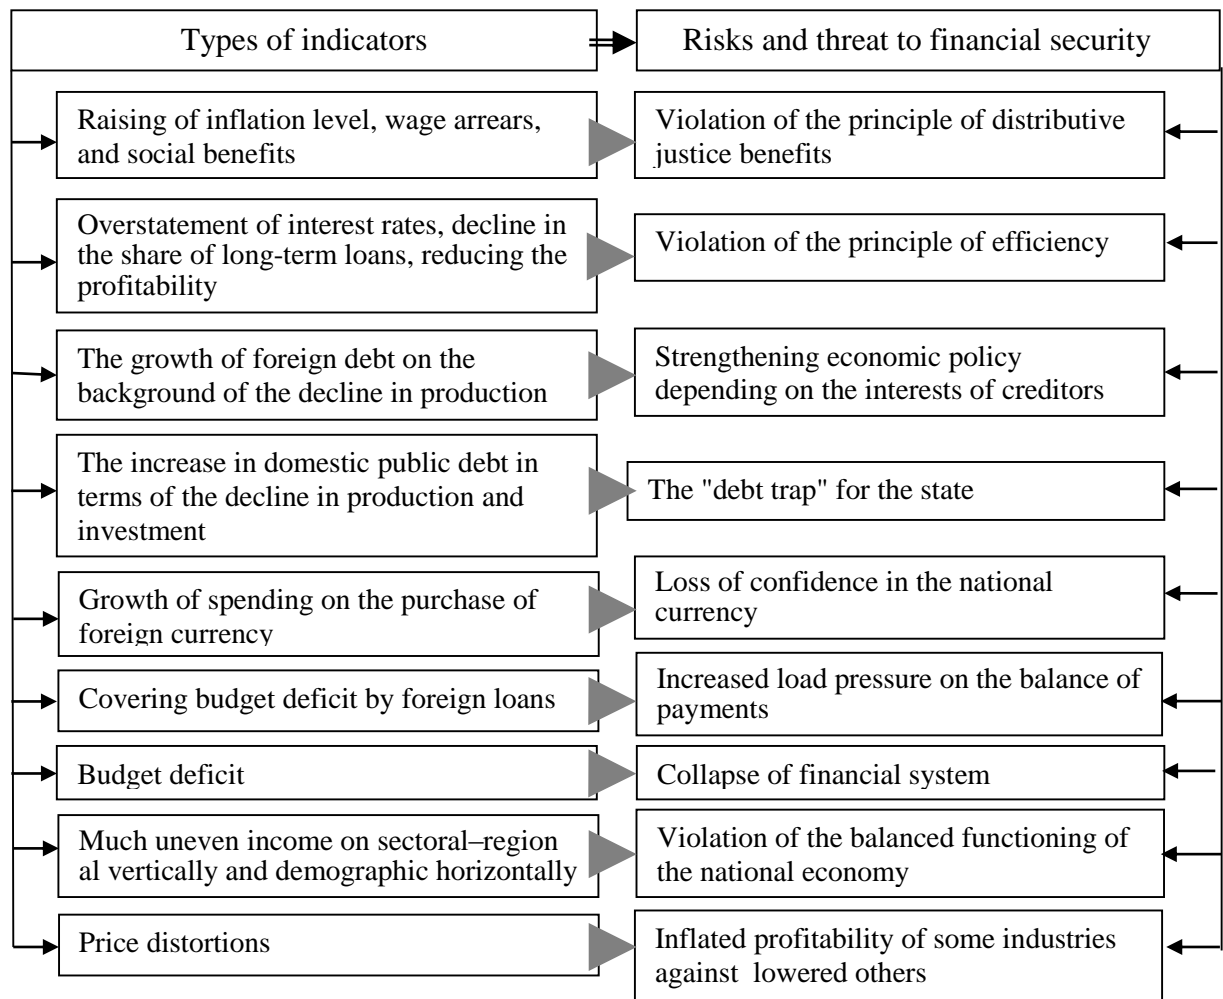 Types of indicators
Risks and threat to financial security
Raising of inflation level, wage arrears,
and social benefits
Violation of the principle of distributive
justice benefits
Overstatement of interest rates, decline in
the share of long-term loans, reducing the
profitability
Violation of the principle of efficiency
The growth of foreign debt on the
background of the decline in production
Strengthening economic policy
depending on the interests of creditors
The increase in domestic public debt in
terms of the decline in production and
investment
The "debt trap" for the state
Growth of spending on the purchase of
foreign currency
Loss of confidence in the national
currency
Covering budget deficit by foreign loans
Increased load pressure on the balance of
payments
Budget deficit
Collapse of financial system
Much uneven income on sectoral–region
al vertically and demographic horizontally
Violation of the balanced functioning of
the national economy
Price distortions
Inflated profitability of some industries
against lowered others